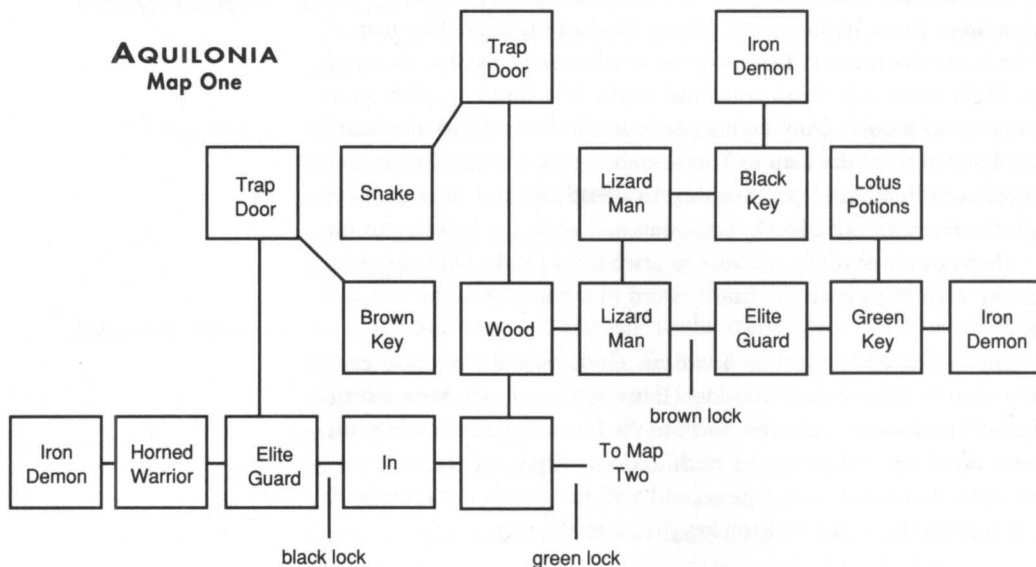 AQUILONIA
Map One
Trap
Door
Iron
Demon
Trap
Door
Snake
Lizard
Man
Black
Key
Lotus
Potions
Brown
Key
Wood
Lizard
Man
Elite
Guard
Green
Key
Iron
Demon
brown lock
Iron
Demon
Horned
Warrior
Elite
Guard
In
To Map
Two
black lock
green lock